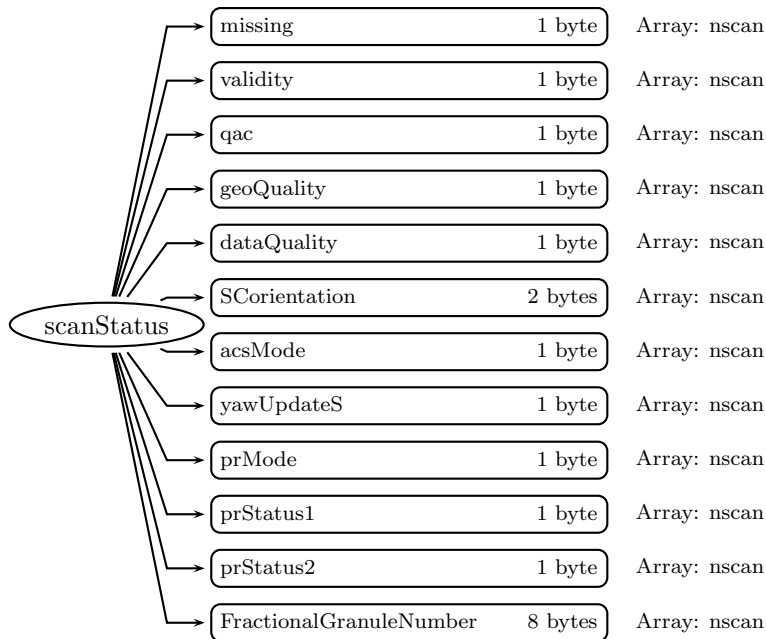 missing 1 byte Array: nscan
validity 1 byte Array: nscan
qac 1 byte Array: nscan
geoQuality 1 byte Array: nscan
dataQuality 1 byte Array: nscan
SCorientation 2 bytes Array: nscan
scanStatus
acsMode 1 byte Array: nscan
yawUpdateS 1 byte Array: nscan
prMode 1 byte Array: nscan
prStatus1 1 byte Array: nscan
prStatus2 1 byte Array: nscan
FractionalGranuleNumber 8 bytes Array: nscan